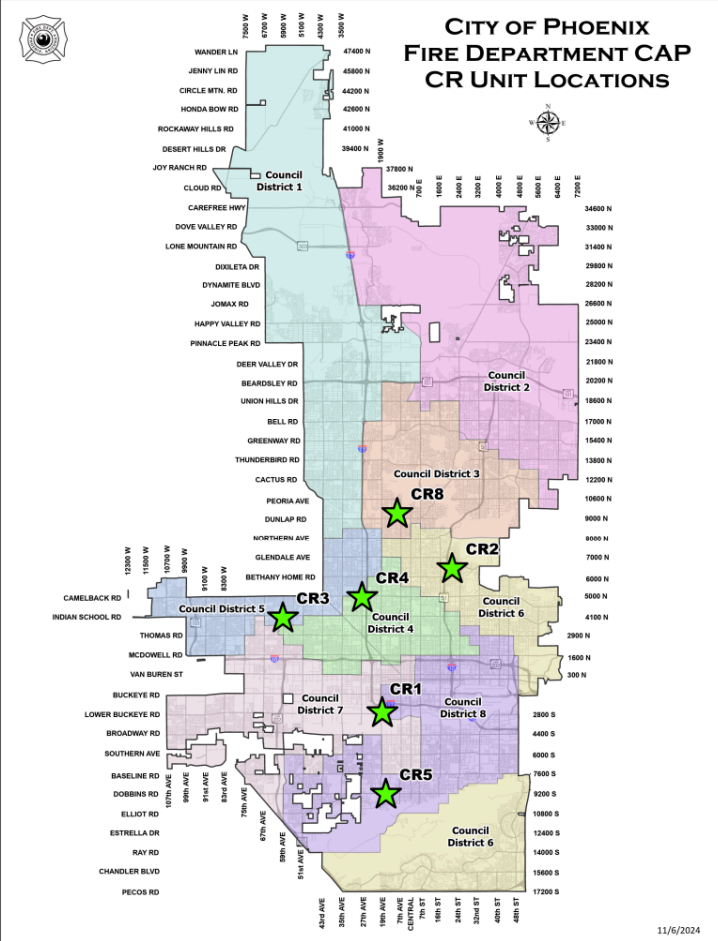 CITY OF PHOENIX
FIRE DEPARTMENT CAP
CR UNIT LOCATIONS
N
W
E
S
7500 W
6700 W
5900 W
5100 W
4300 W
3500 W
WANDER LN
47400 N
JENNY LIN RD
45800 N
CIRCLE MTN. RD
44200 N
HONDA BOW RD
42600 N
ROCKAWAY HILLS RD
41000 N
DESERT HILLS DR
39400 N
1900 W
JOY RANCH RD
37800 N
CLOUD RD
36200 N
700 E
1600 E
2400 E
3200 E
4000 E
4800 E
5600 E
6400 E
7200 E
Council
District 1
CAREFREE HWY
34600 N
DOVE VALLEY RD
33000 N
LONE MOUNTAIN RD
31400 N
DIXILETA DR
29800 N
DYNAMITE BLVD
28200 N
JOMAX RD
26600 N
HAPPY VALLEY RD
25000 N
PINNACLE PEAK RD
23400 N
DEER VALLEY DR
21800 N
BEARDSLEY RD
20200 N
Council
District 2
UNION HILLS DR
18600 N
BELL RD
17000 N
GREENWAY RD
15400 N
THUNDERBIRD RD
13800 N
CACTUS RD
12200 N
Council District 3
CR8
PEORIA AVE
10600 N
DUNLAP RD
9000 N
NORTHERN AVE
8000 N
CR2
GLENDALE AVE
7000 N
BETHANY HOME RD
6000 N
12300 W
11500 W
10700 W
9900 W
9100 W
8300 W
CR4
CR3
CAMELBACK RD
5000 N
INDIAN SCHOOL RD
4100 N
Council District 5
Council
District 4
Council
District 6
THOMAS RD
2900 N
MCDOWELL RD
1600 N
VAN BUREN ST
300 N
BUCKEYE RD
CR1
Council
District 7
Council
District 8
LOWER BUCKEYE RD
2800 S
BROADWAY RD
4400 S
SOUTHERN AVE
6000 S
BASELINE RD
7600 S
CR5
DOBBINS RD
9200 S
ELLIOT RD
10800 S
ESTRELLA DR
12400 S
Council
District 6
RAY RD
14000 S
CHANDLER BLVD
15600 S
PECOS RD
17200 S
107th AVE
99th AVE
91st AVE
83rd AVE
75th AVE
67th AVE
59th AVE
51st AVE
43rd AVE
35th AVE
27th AVE
19th AVE
7th AVE
CENTRAL
7th ST
16th ST
24th ST
32nd ST
40th ST
48th ST
11/6/2024